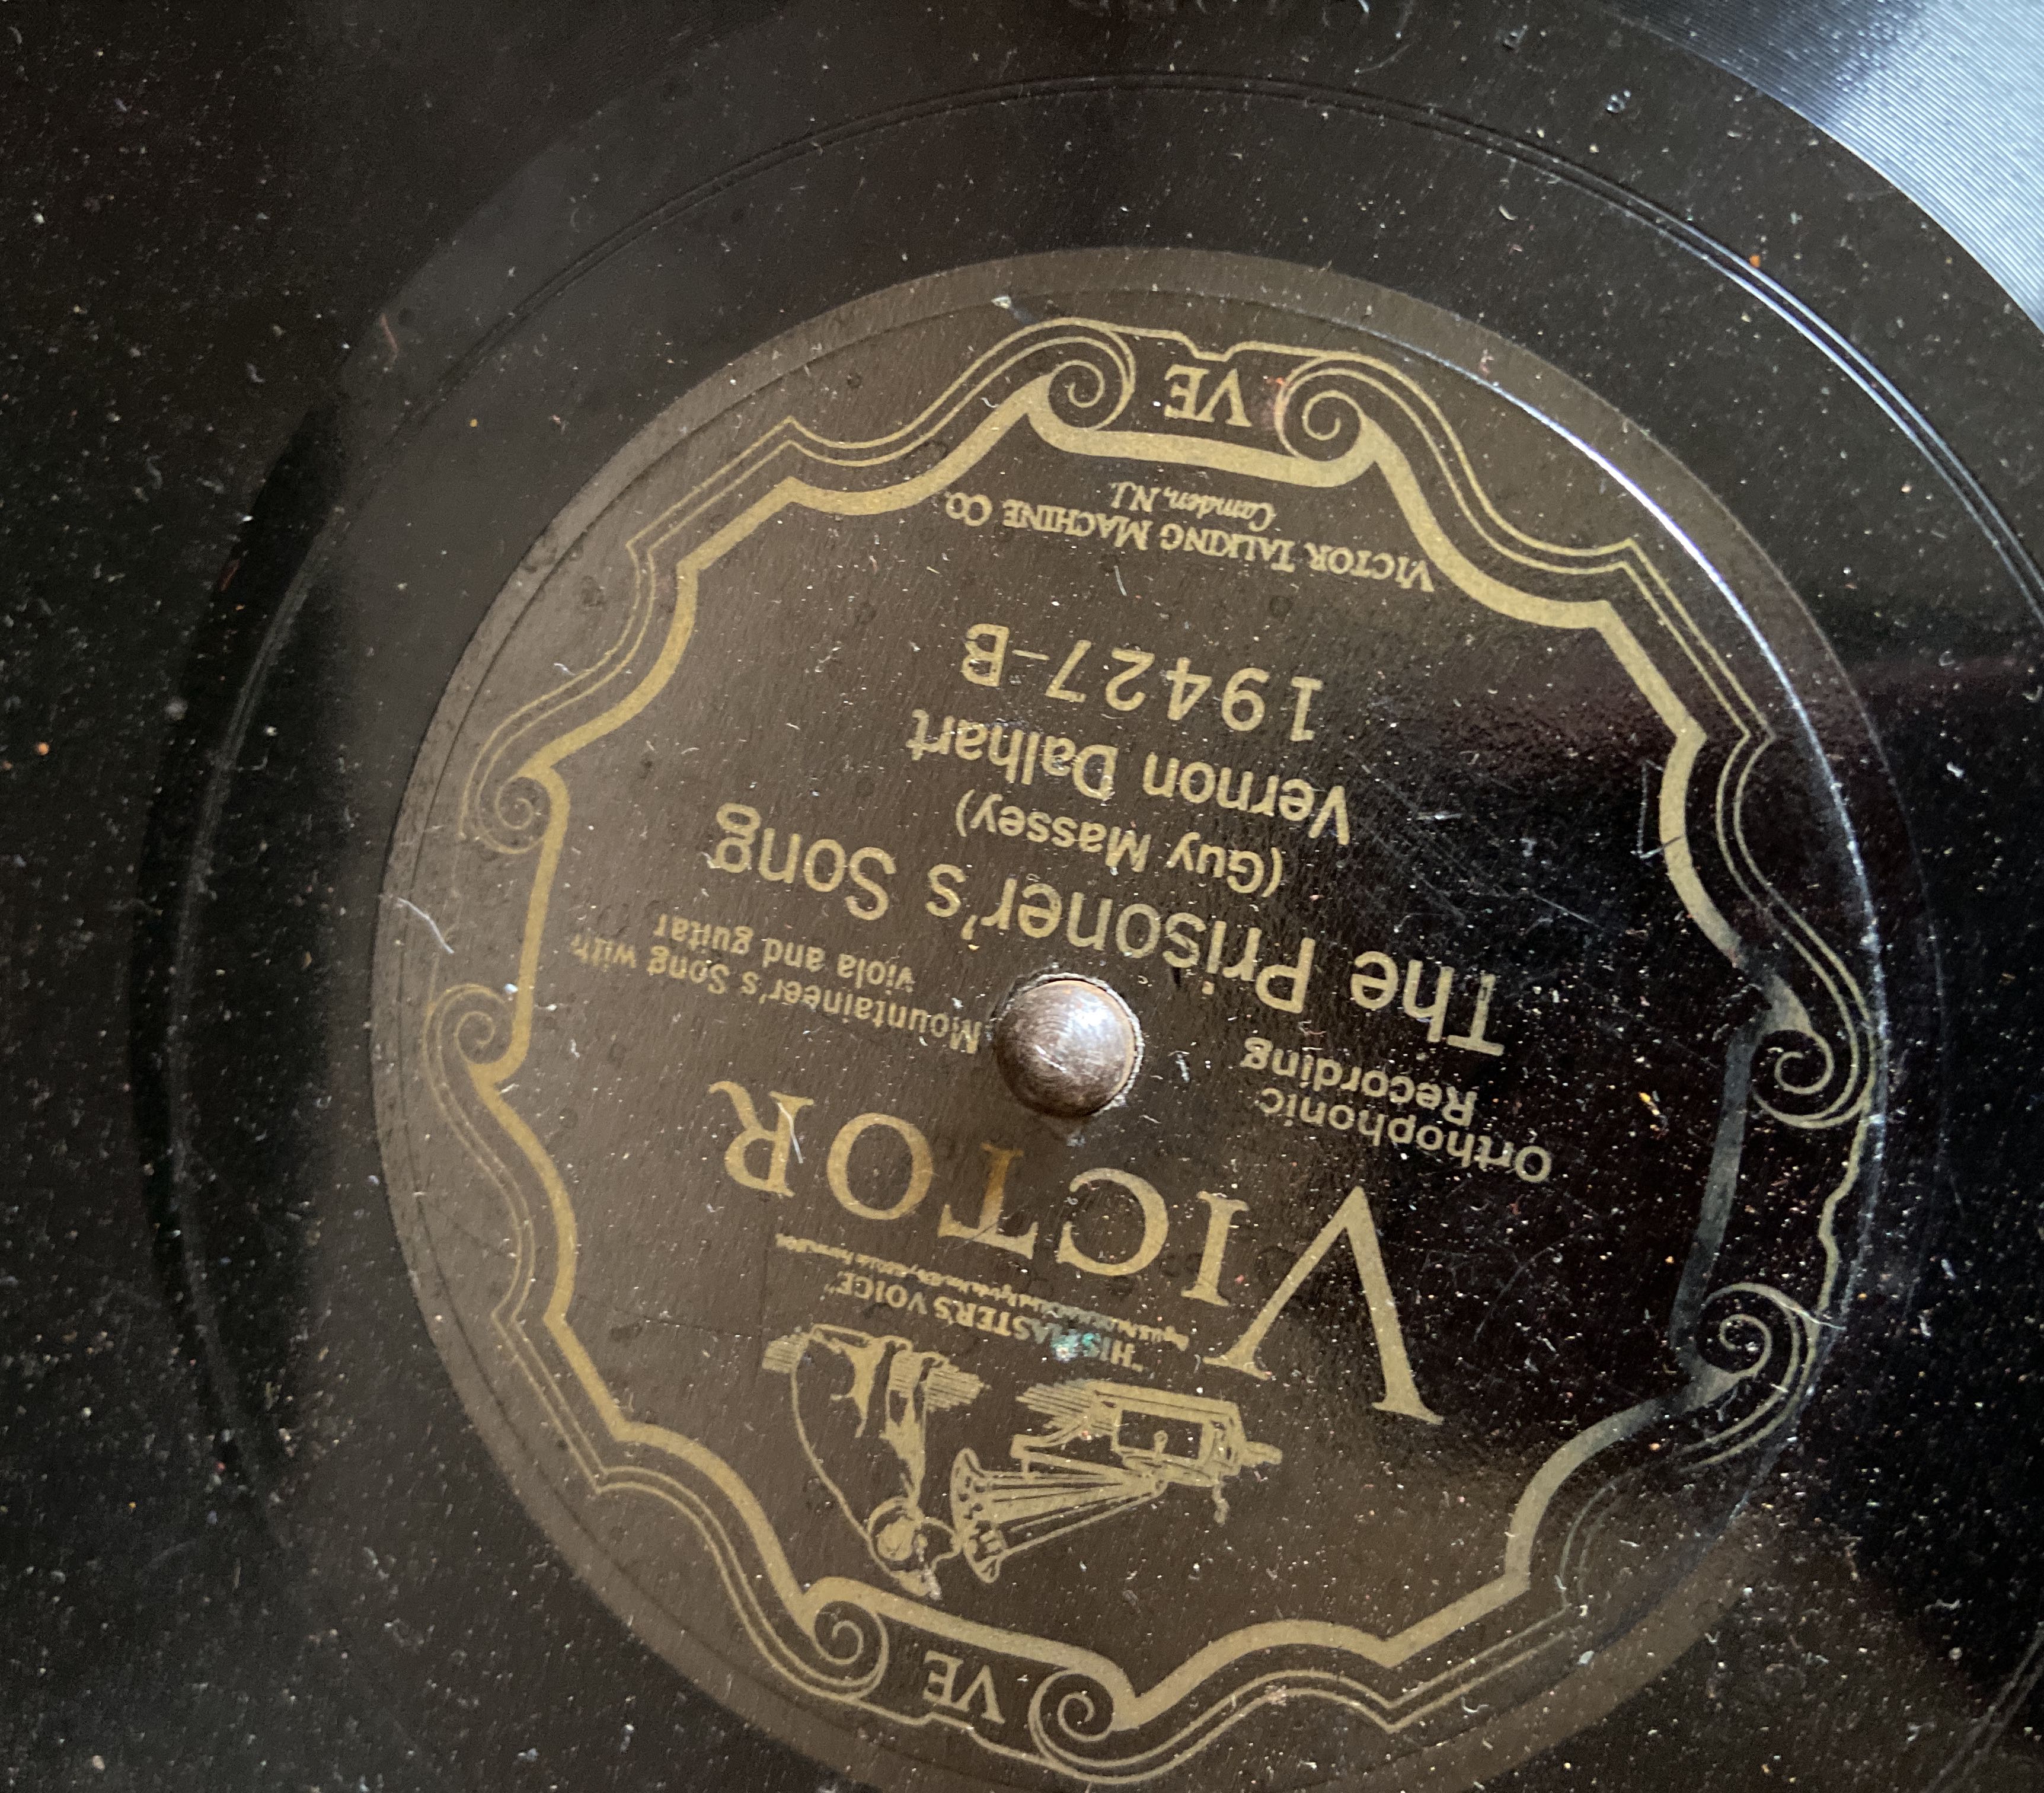 VE
"HIS MASTER'S VOICE"
VICTOR
Orthophonic
Recording
Mountaineer's Song with
viola and guitar
The Prisoner's Song
(Guy Massey)
Vernon Dalhart
19427-B
VICTOR TALKING MACHINE CO.
Camden, N.J.
VE